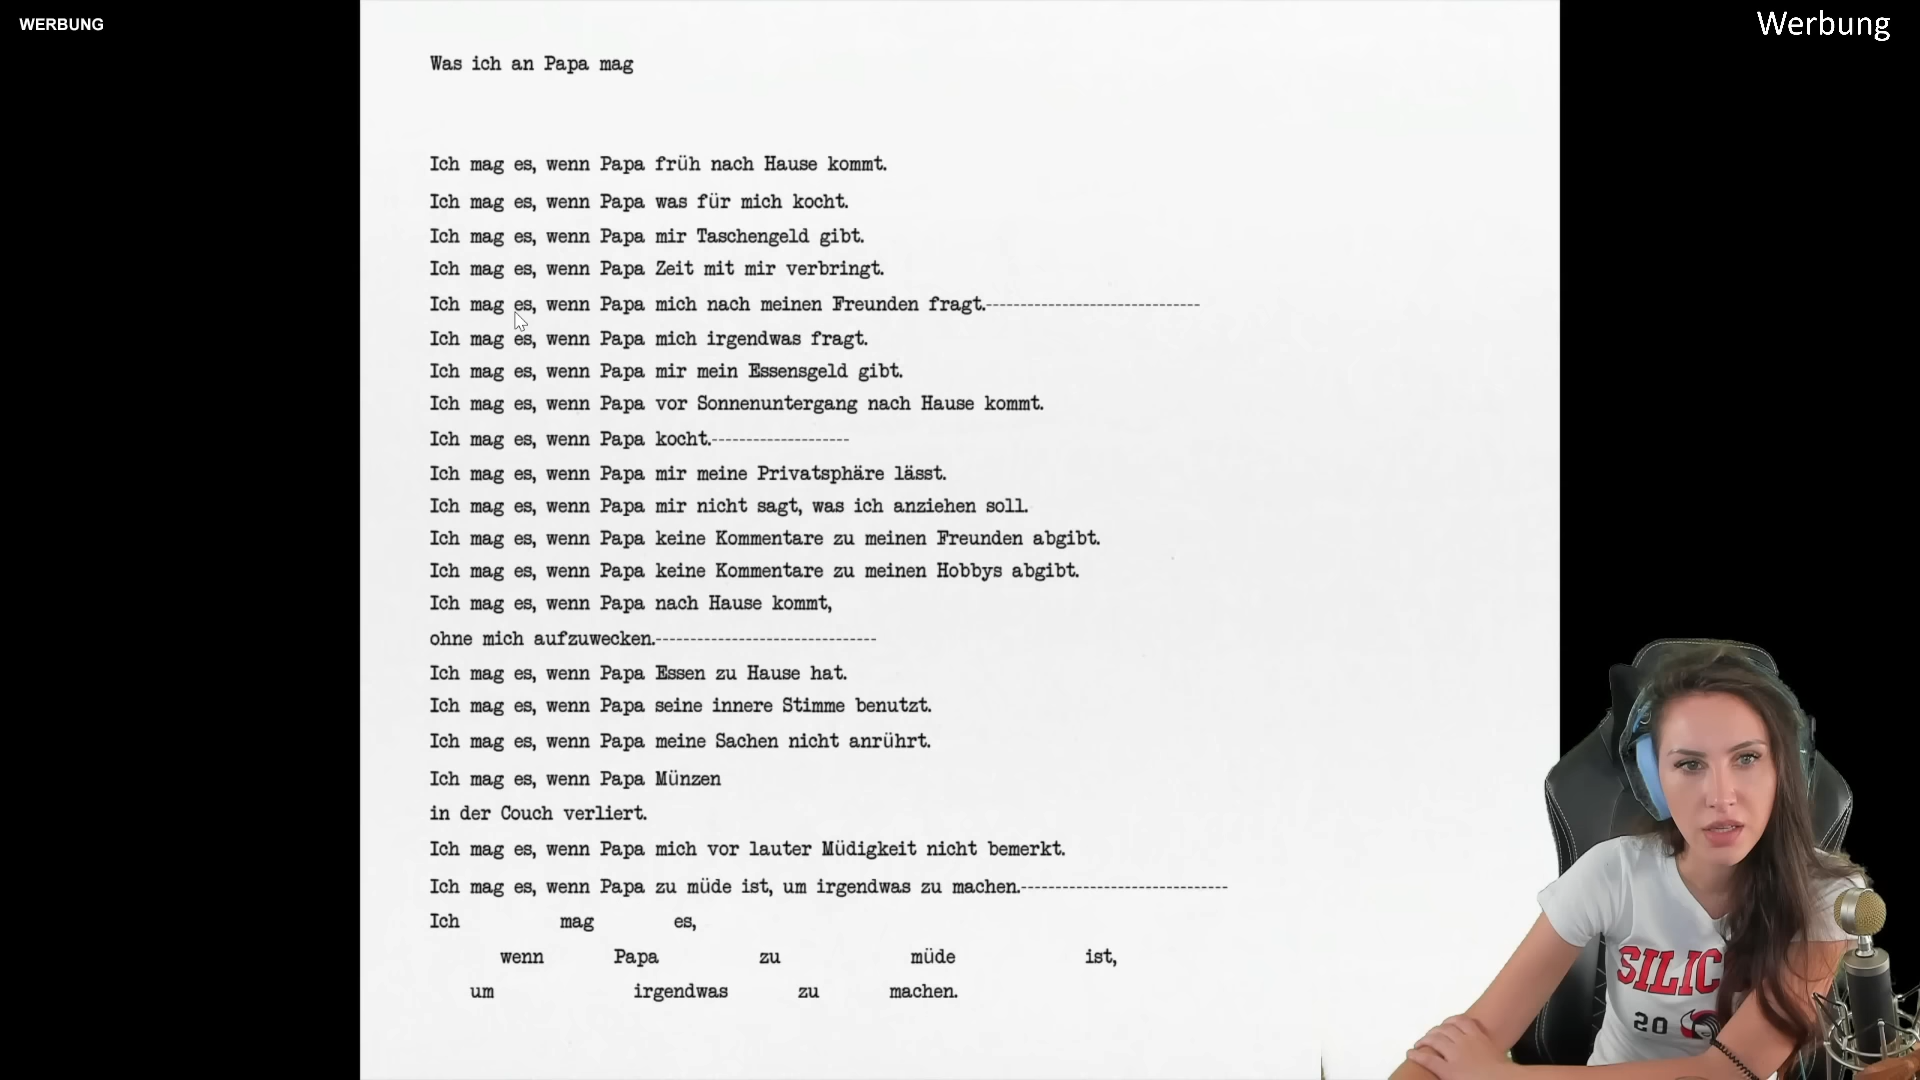 WERBUNG
Werbung
Was ich an Papa mag
Ich mag es, wenn Papa früh nach Hause kommt.
Ich mag es, wenn Papa was für mich kocht.
Ich mag es, wenn Papa mir Taschengeld gibt.
Ich mag es, wenn Papa Zeit mit mir verbringt.
Ich mag es, wenn Papa mich nach meinen Freunden fragt.-------------------------------
Ich mag es, wenn Papa mich irgendwas fragt.
Ich mag es, wenn Papa mir mein Essensgeld gibt.
Ich mag es, wenn Papa vor Sonnenuntergang nach Hause kommt.
Ich mag es, wenn Papa kocht.--------------------
Ich mag es, wenn Papa mir meine Privatsphäre lässt.
Ich mag es, wenn Papa mir nicht sagt, was ich anziehen soll.
Ich mag es, wenn Papa keine Kommentare zu meinen Freunden abgibt.
Ich mag es, wenn Papa keine Kommentare zu meinen Hobbys abgibt.
Ich mag es, wenn Papa nach Hause kommt,
ohne mich aufzuwecken.--------------------------------
Ich mag es, wenn Papa Essen zu Hause hat.
Ich mag es, wenn Papa seine innere Stimme benutzt.
Ich mag es, wenn Papa meine Sachen nicht anrührt.
Ich mag es, wenn Papa Münzen
in der Couch verliert.
Ich mag es, wenn Papa mich vor lauter Müdigkeit nicht bemerkt.
Ich mag es, wenn Papa zu müde ist, um irgendwas zu machen.------------------------------
Ich mag es,
wenn Papa zu müde ist,
um irgendwas zu machen.
SILIC
20